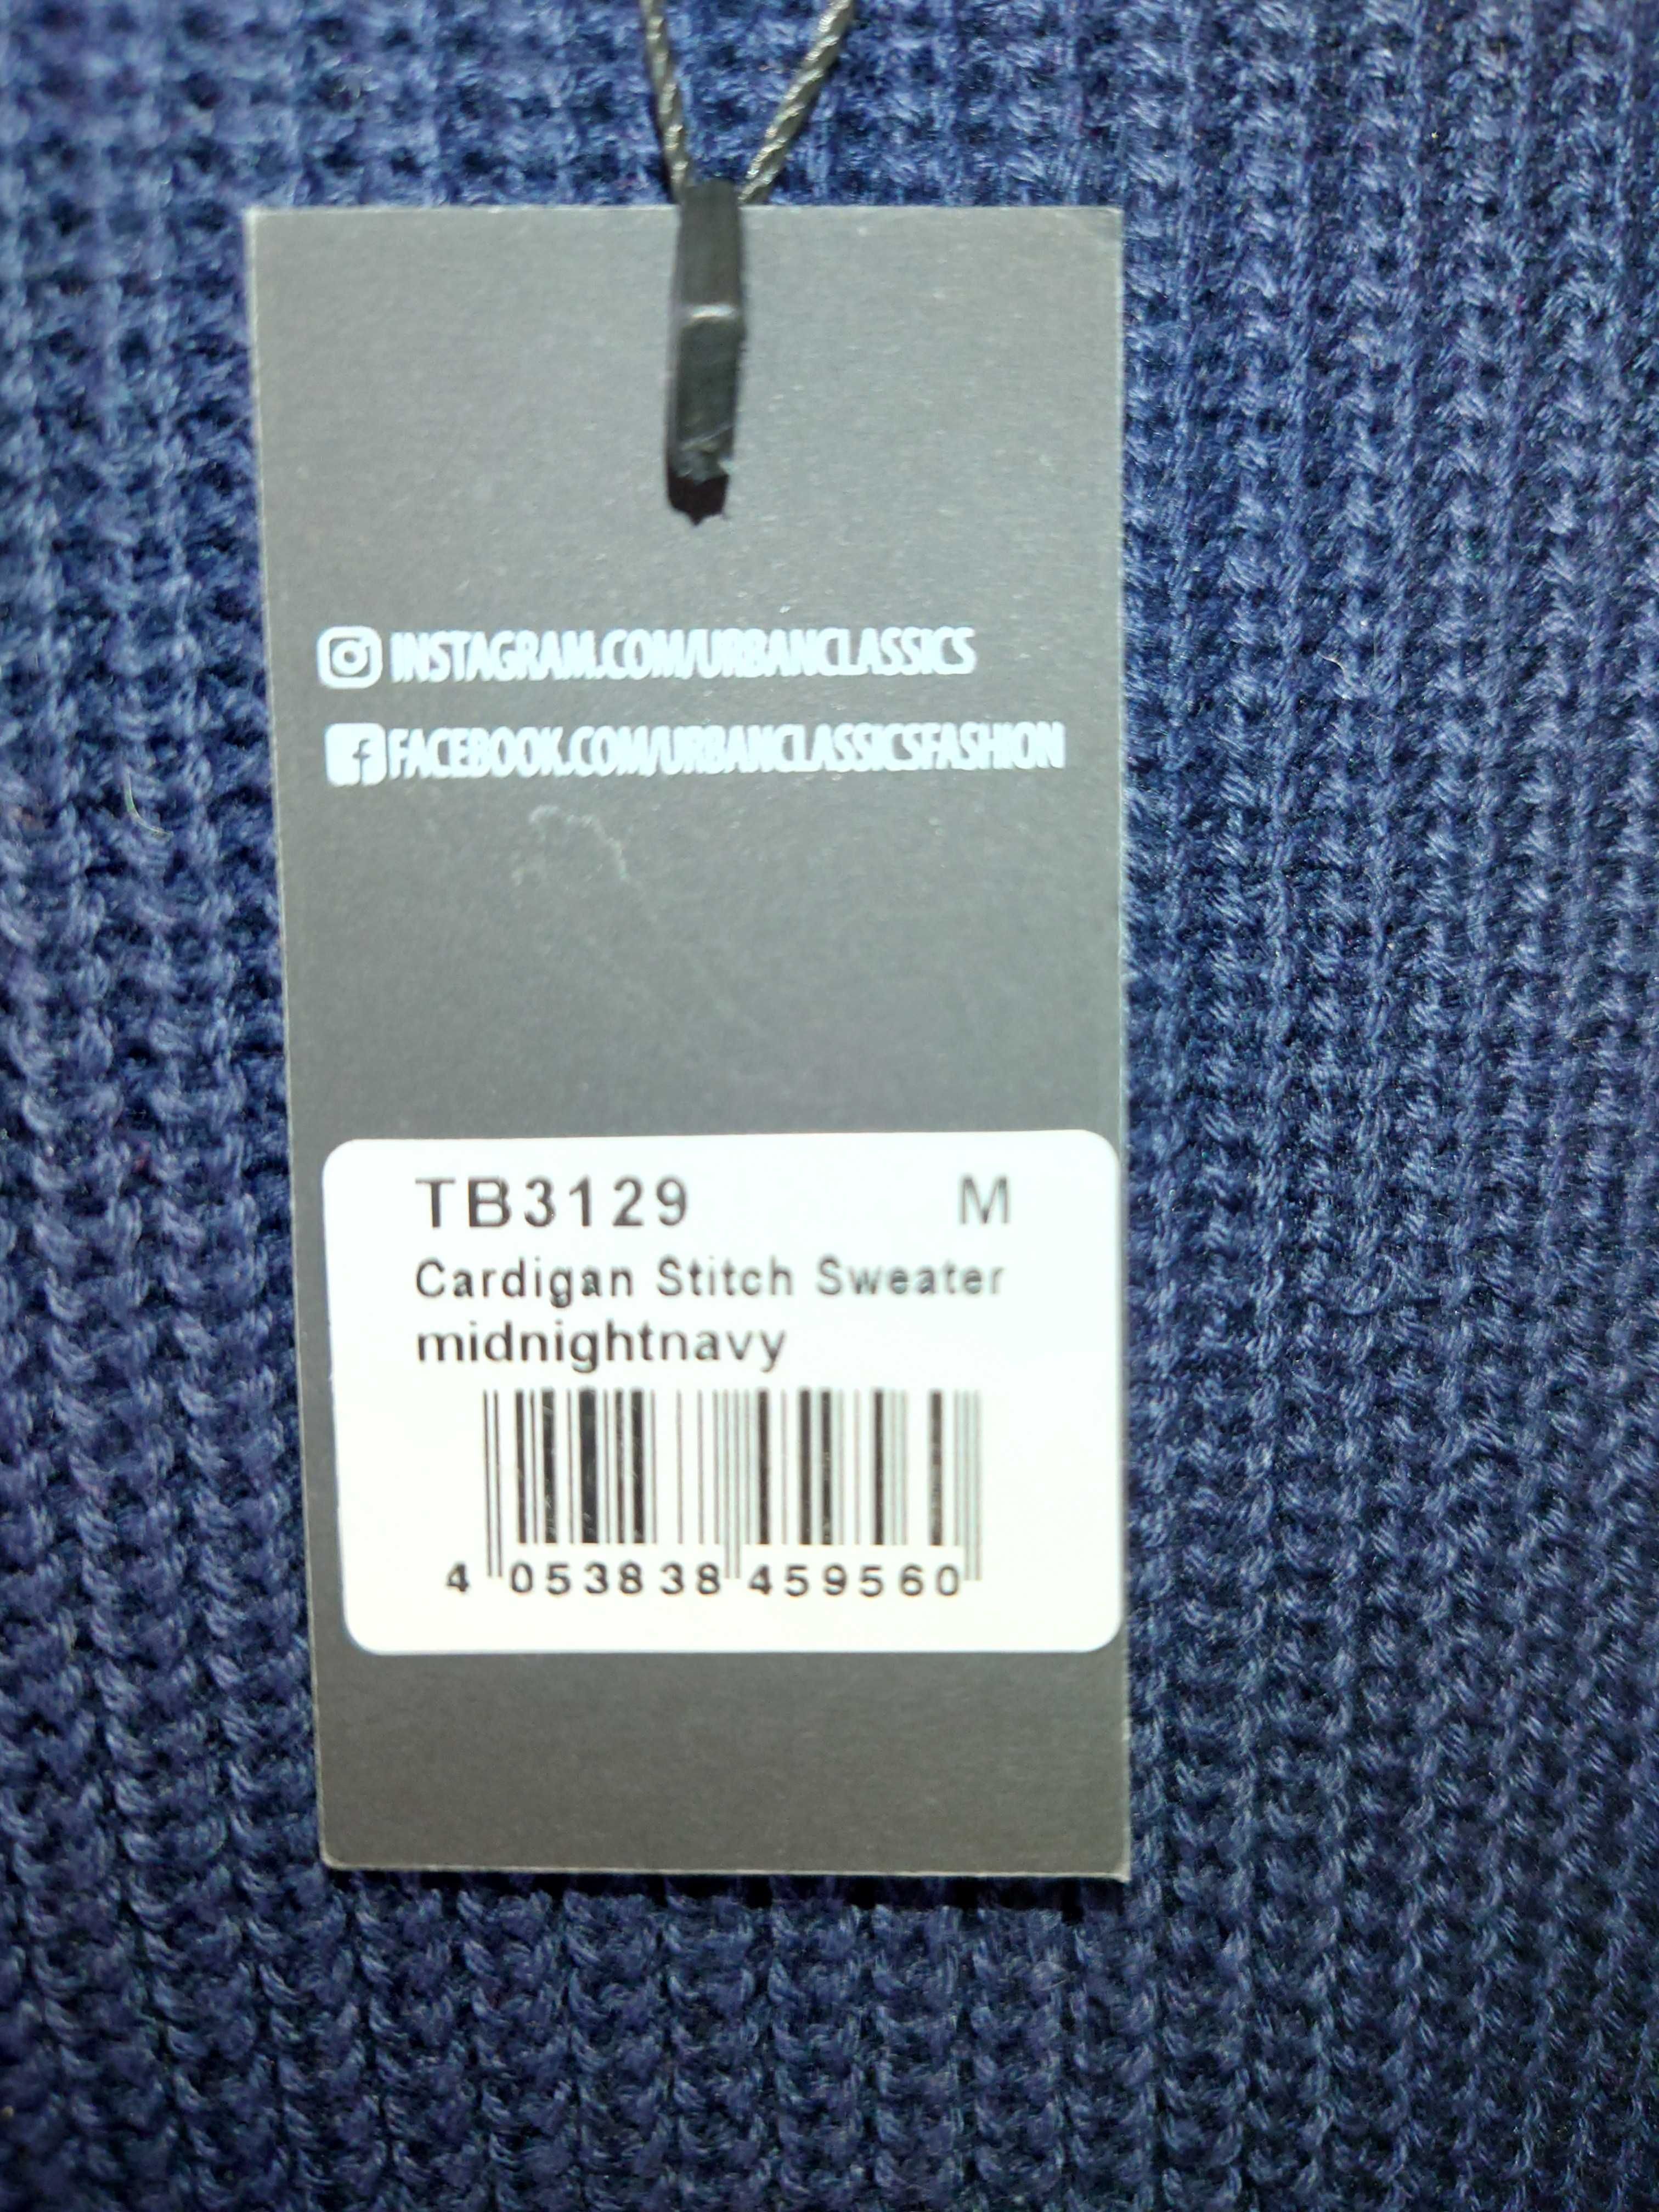 INSTAGRAM.COM/URBANCLASSICS
FACEBOOK.COM/URBANCLASSICSFASHION
TB3129 M
Cardigan Stitch Sweater
midnightnavy
4 053838 459560